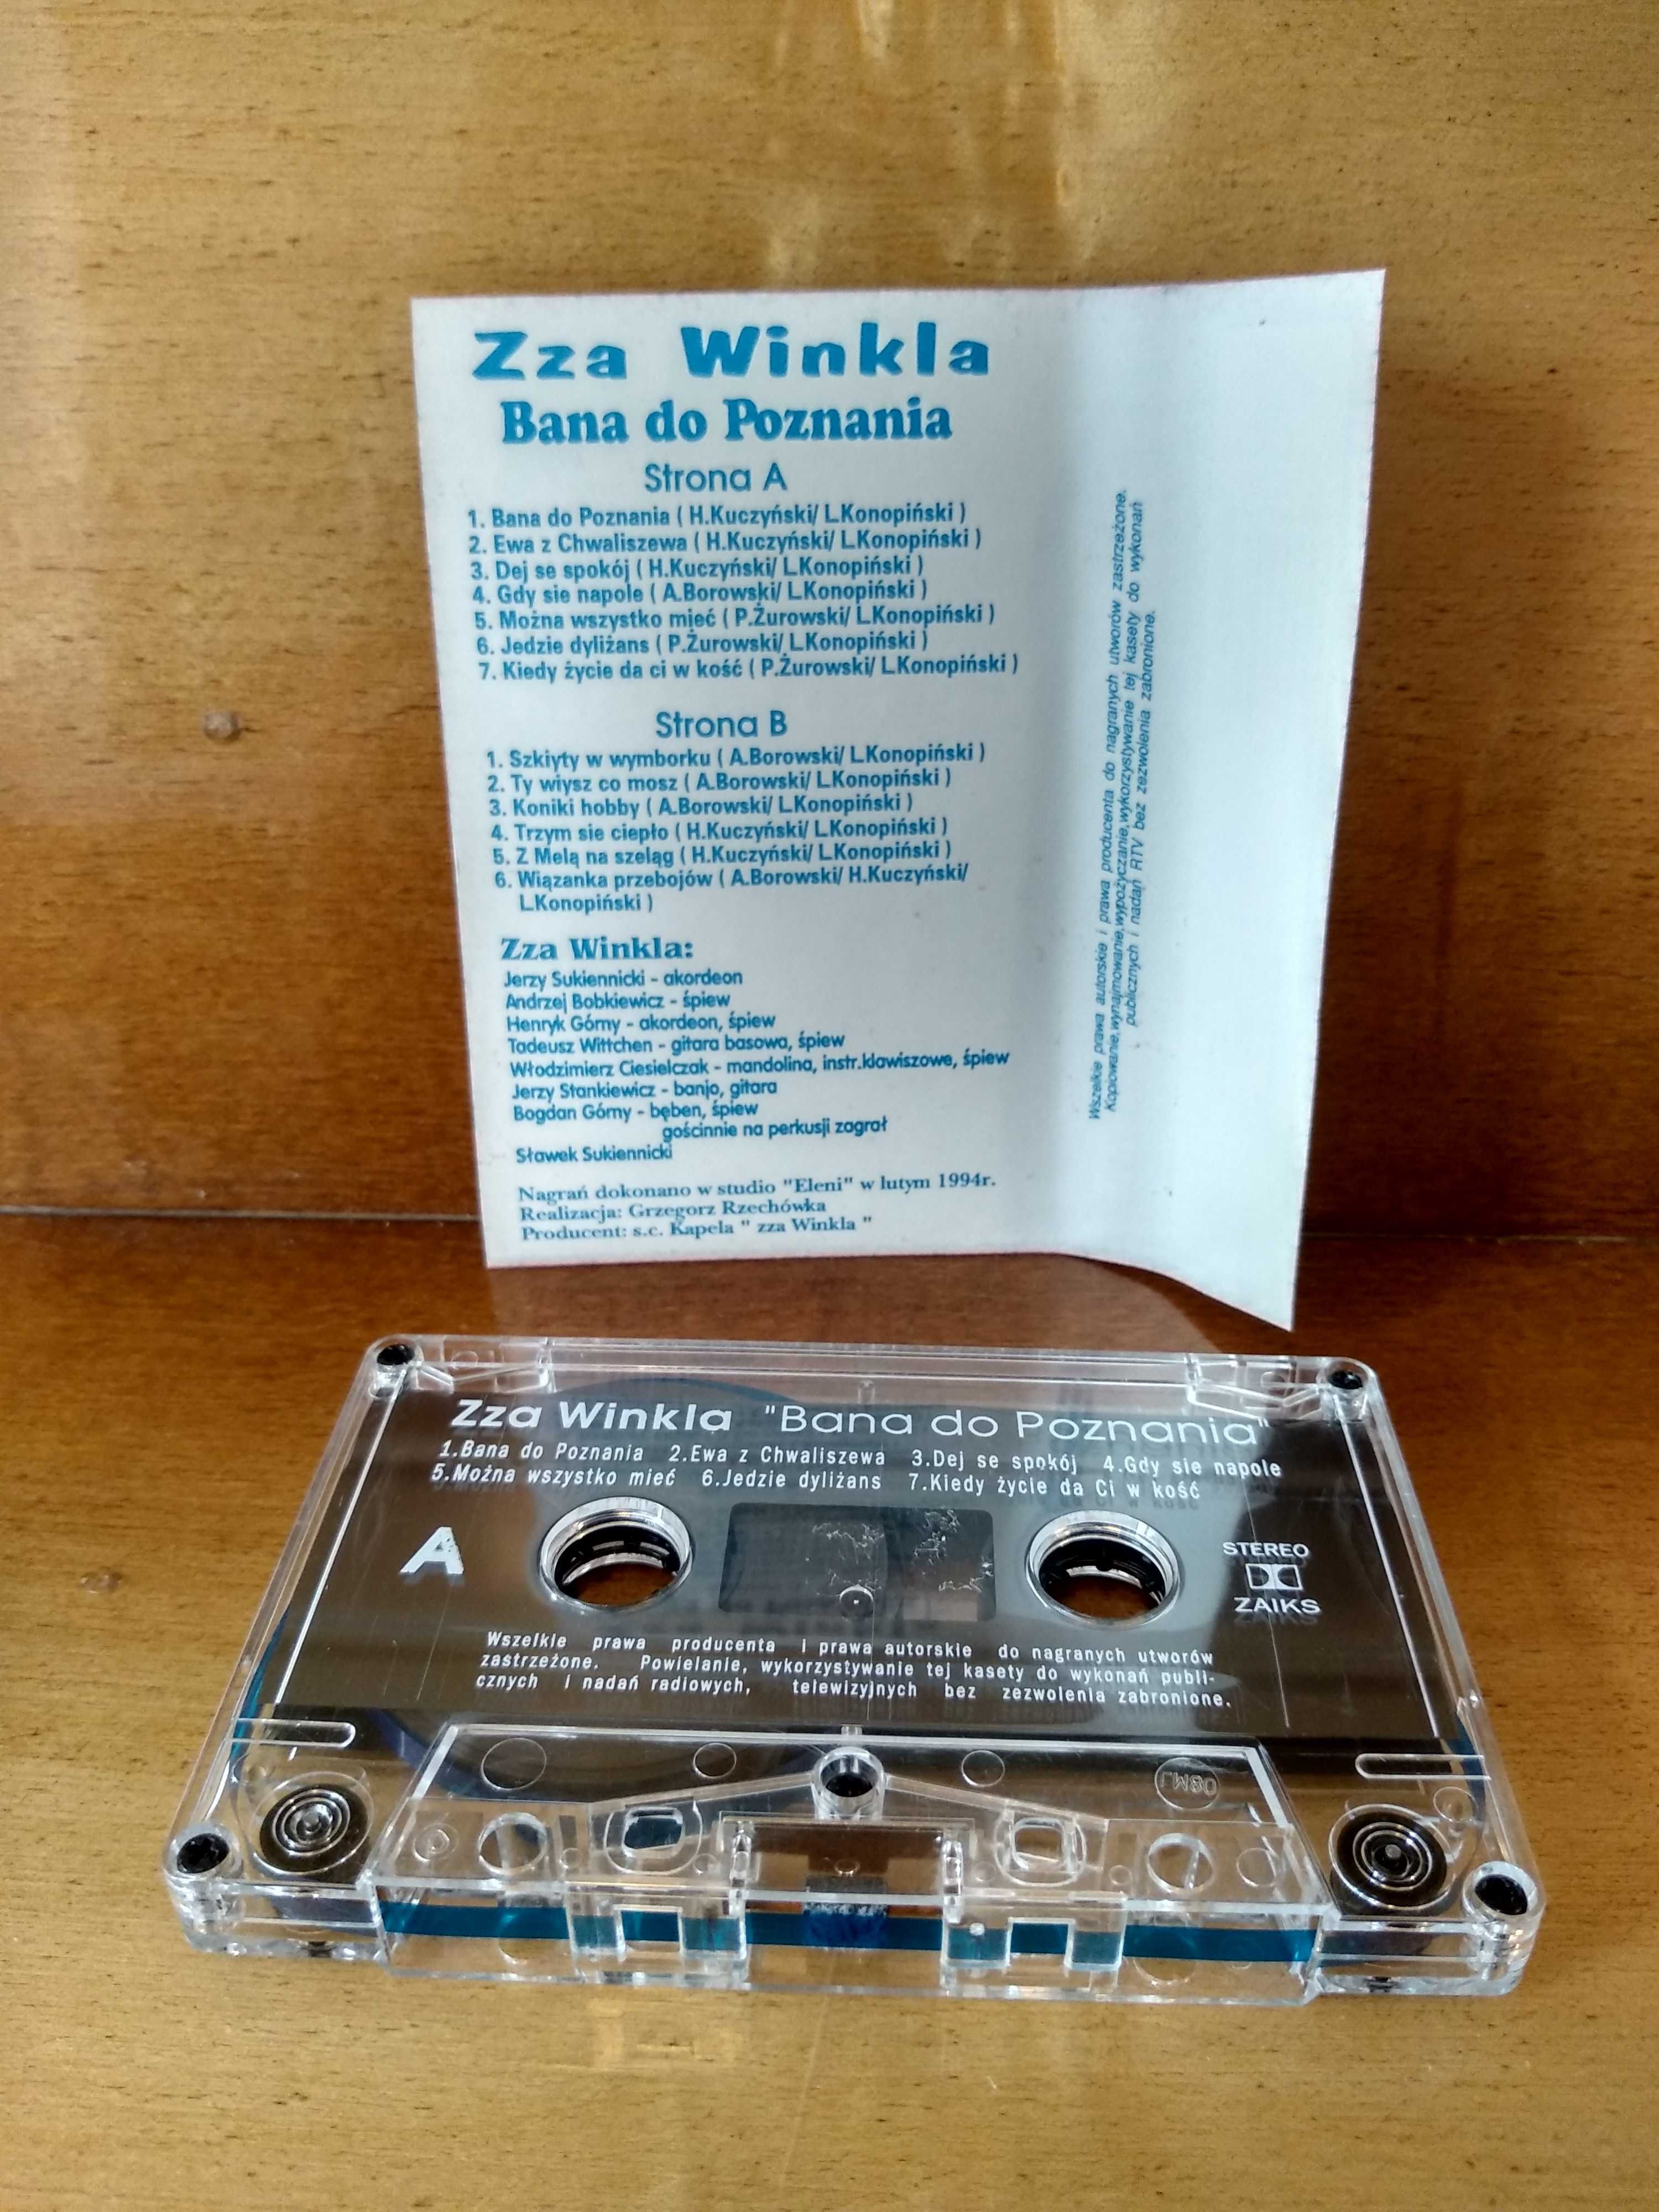 Zza Winkla
Bana do Poznania
Strona A
1. Bana do Poznania ( H.Kuczyński/ L.Konopiński )
2. Ewa z Chwaliszewa ( H.Kuczyński/ L.Konopiński )
3. Dej se spokój ( H.Kuczyński/ L.Konopiński )
4. Gdy sie napole ( A.Borowski/ L.Konopiński )
5. Można wszystko mieć ( P.Żurowski/ L.Konopiński )
6. Jedzie dyliżans ( P.Żurowski/ L.Konopiński )
7. Kiedy życie da ci w kość ( P.Żurowski/ L.Konopiński )
Strona B
1. Szkiyty w wymborku ( A.Borowski/ L.Konopiński )
2. Ty wiysz co mosz ( A.Borowski/ L.Konopiński )
3. Koniki hobby ( A.Borowski/ L.Konopiński )
4. Trzym sie ciepło ( H.Kuczyński/ L.Konopiński )
5. Z Melą na szeląg ( H.Kuczyński/ L.Konopiński )
6. Wiązanka przebojów ( A.Borowski/ H.Kuczyński/
L.Konopiński )
Zza Winkla:
Jerzy Sukiennicki - akordeon
Andrzej Bobkiewicz - śpiew
Henryk Górny - akordeon, śpiew
Tadeusz Wittchen - gitara basowa, śpiew
Włodzimierz Ciesielczak - mandolina, instr.klawiszowe, śpiew
Jerzy Stankiewicz - banjo, gitara
Bogdan Górny - bęben, śpiew
gościnnie na perkusji zagrał
Sławek Sukiennicki
Nagrań dokonano w studio "Eleni" w lutym 1994r.
Realizacja: Grzegorz Rzechówka
Producent: s.c. Kapela " zza Winkla "
Wszelkie prawa autorskie i prawa producenta do nagranych utworów zastrzeżone.
Kopiowanie,wynajmowanie,wypożyczanie,wykorzystywanie tej kasety do wykonań
publicznych i nadań RTV bez zezwolenia zabronione.
Zza Winkla "Bana do Poznania"
1.Bana do Poznania 2.Ewa z Chwaliszewa 3.Dej se spokój 4.Gdy sie napole
5.Można wszystko mieć 6.Jedzie dyliżans 7.Kiedy życie da Ci w kość
A
STEREO
ZAIKS
Wszelkie prawa producenta i prawa autorskie do nagranych utworów
zastrzeżone. Powielanie, wykorzystywanie tej kasety do wykonań publi-
cznych i nadań radiowych, telewizyjnych bez zezwolenia zabronione.